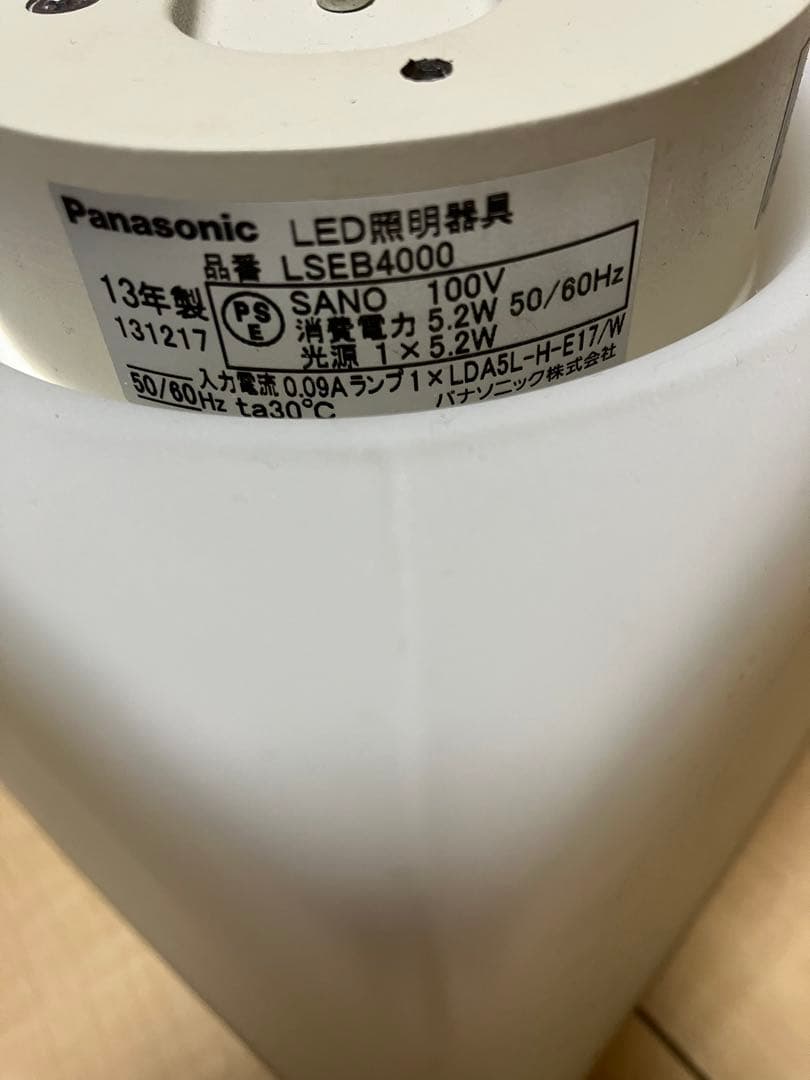 Panasonic LED照明器具
品番 LSEB4000
13年製
131217
PS
E
SANO 100V
消費電力 5.2W 50/60Hz
光源 1×5.2W
50/60Hz 入力電流 0.09A ランプ1×LDA5L-H-E17/W
ta30℃ パナソニック株式会社